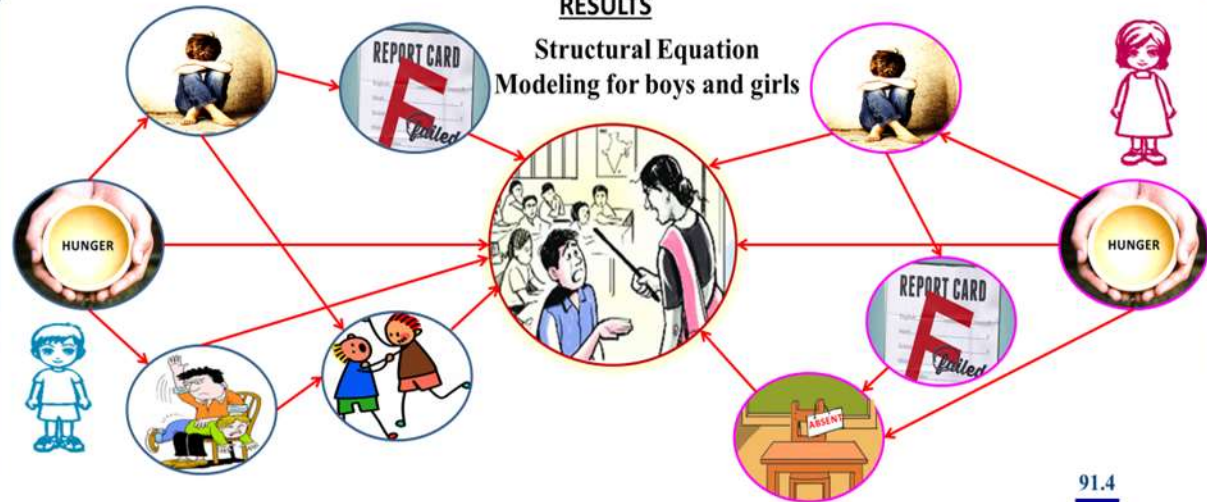 RESULTS
Structural Equation
Modeling for boys and girls
REPORT CARD
F
failed
HUNGER
HUNGER
REPORT CARD
F
failed
ABSENT
91.4